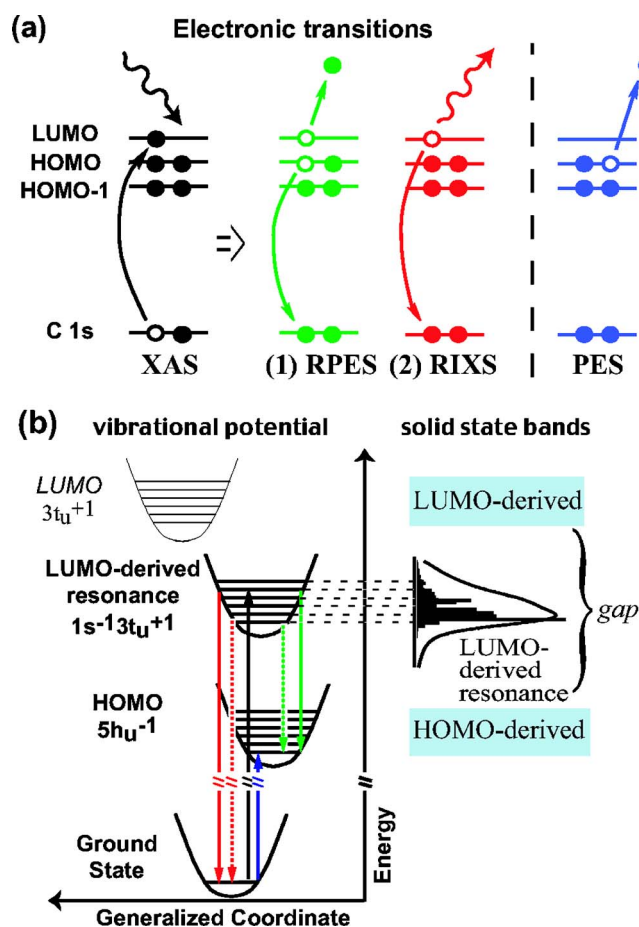 (a)
Electronic transitions
LUMO
HOMO
HOMO-1
C 1s
XAS
(1) RPES
(2) RIXS
PES
(b)
vibrational potential
solid state bands
LUMO
3tu+1
LUMO-derived
resonance
1s-13tu+1
HOMO
5hu-1
Ground
State
Generalized Coordinate
Energy
LUMO-derived
gap
LUMO-
derived
resonance
HOMO-derived